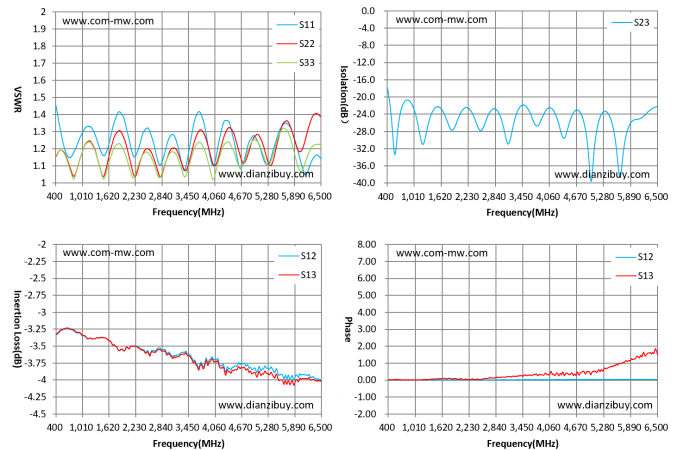 2
1.9
1.8
1.7
1.6
1.5
1.4
1.3
1.2
1.1
1
VSWR
www.com-mw.com
S11
S22
S33
www.dianzibuy.com
400 1,010 1,620 2,230 2,840 3,450 4,060 4,670 5,280 5,890 6,500
Frequency(MHz)
0.0
-4.0
-8.0
-12.0
-16.0
-20.0
-24.0
-28.0
-32.0
-36.0
-40.0
Isolation(dB）
www.com-mw.com
S23
www.dianzibuy.com
400 1,010 1,620 2,230 2,840 3,450 4,060 4,670 5,280 5,890 6,500
Frequency(MHz)
-2
-2.25
-2.5
-2.75
-3
-3.25
-3.5
-3.75
-4
-4.25
-4.5
Insertion Loss(dB)
www.com-mw.com
S12
S13
www.dianzibuy.com
400 1,010 1,620 2,230 2,840 3,450 4,060 4,670 5,280 5,890 6,500
Frequency(MHz)
8.00
7.00
6.00
5.00
4.00
3.00
2.00
1.00
0.00
-1.00
-2.00
Phase
www.com-mw.com
S12
S13
www.dianzibuy.com
400 1,010 1,620 2,230 2,840 3,450 4,060 4,670 5,280 5,890 6,500
Frequency(MHz)